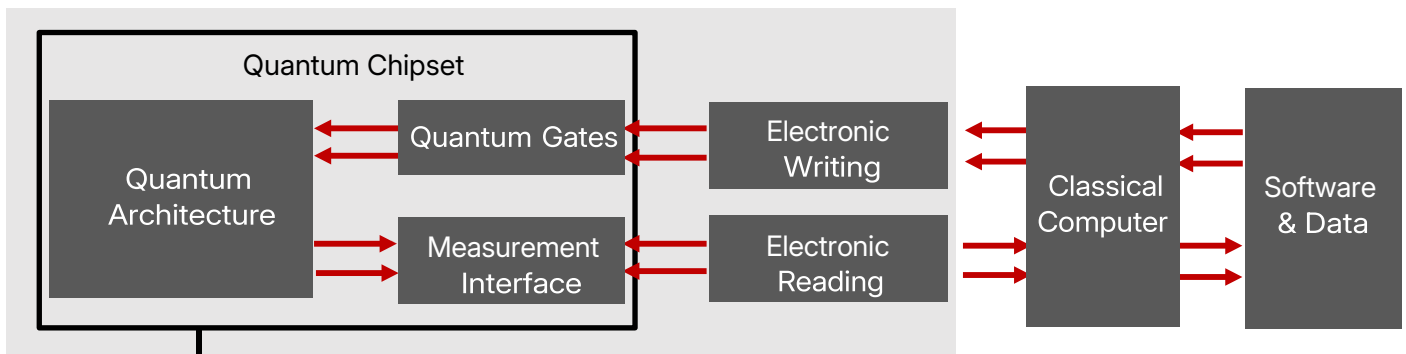 Quantum Chipset
Quantum
Architecture
Quantum Gates
Measurement
Interface
Electronic
Writing
Electronic
Reading
Classical
Computer
Software
& Data